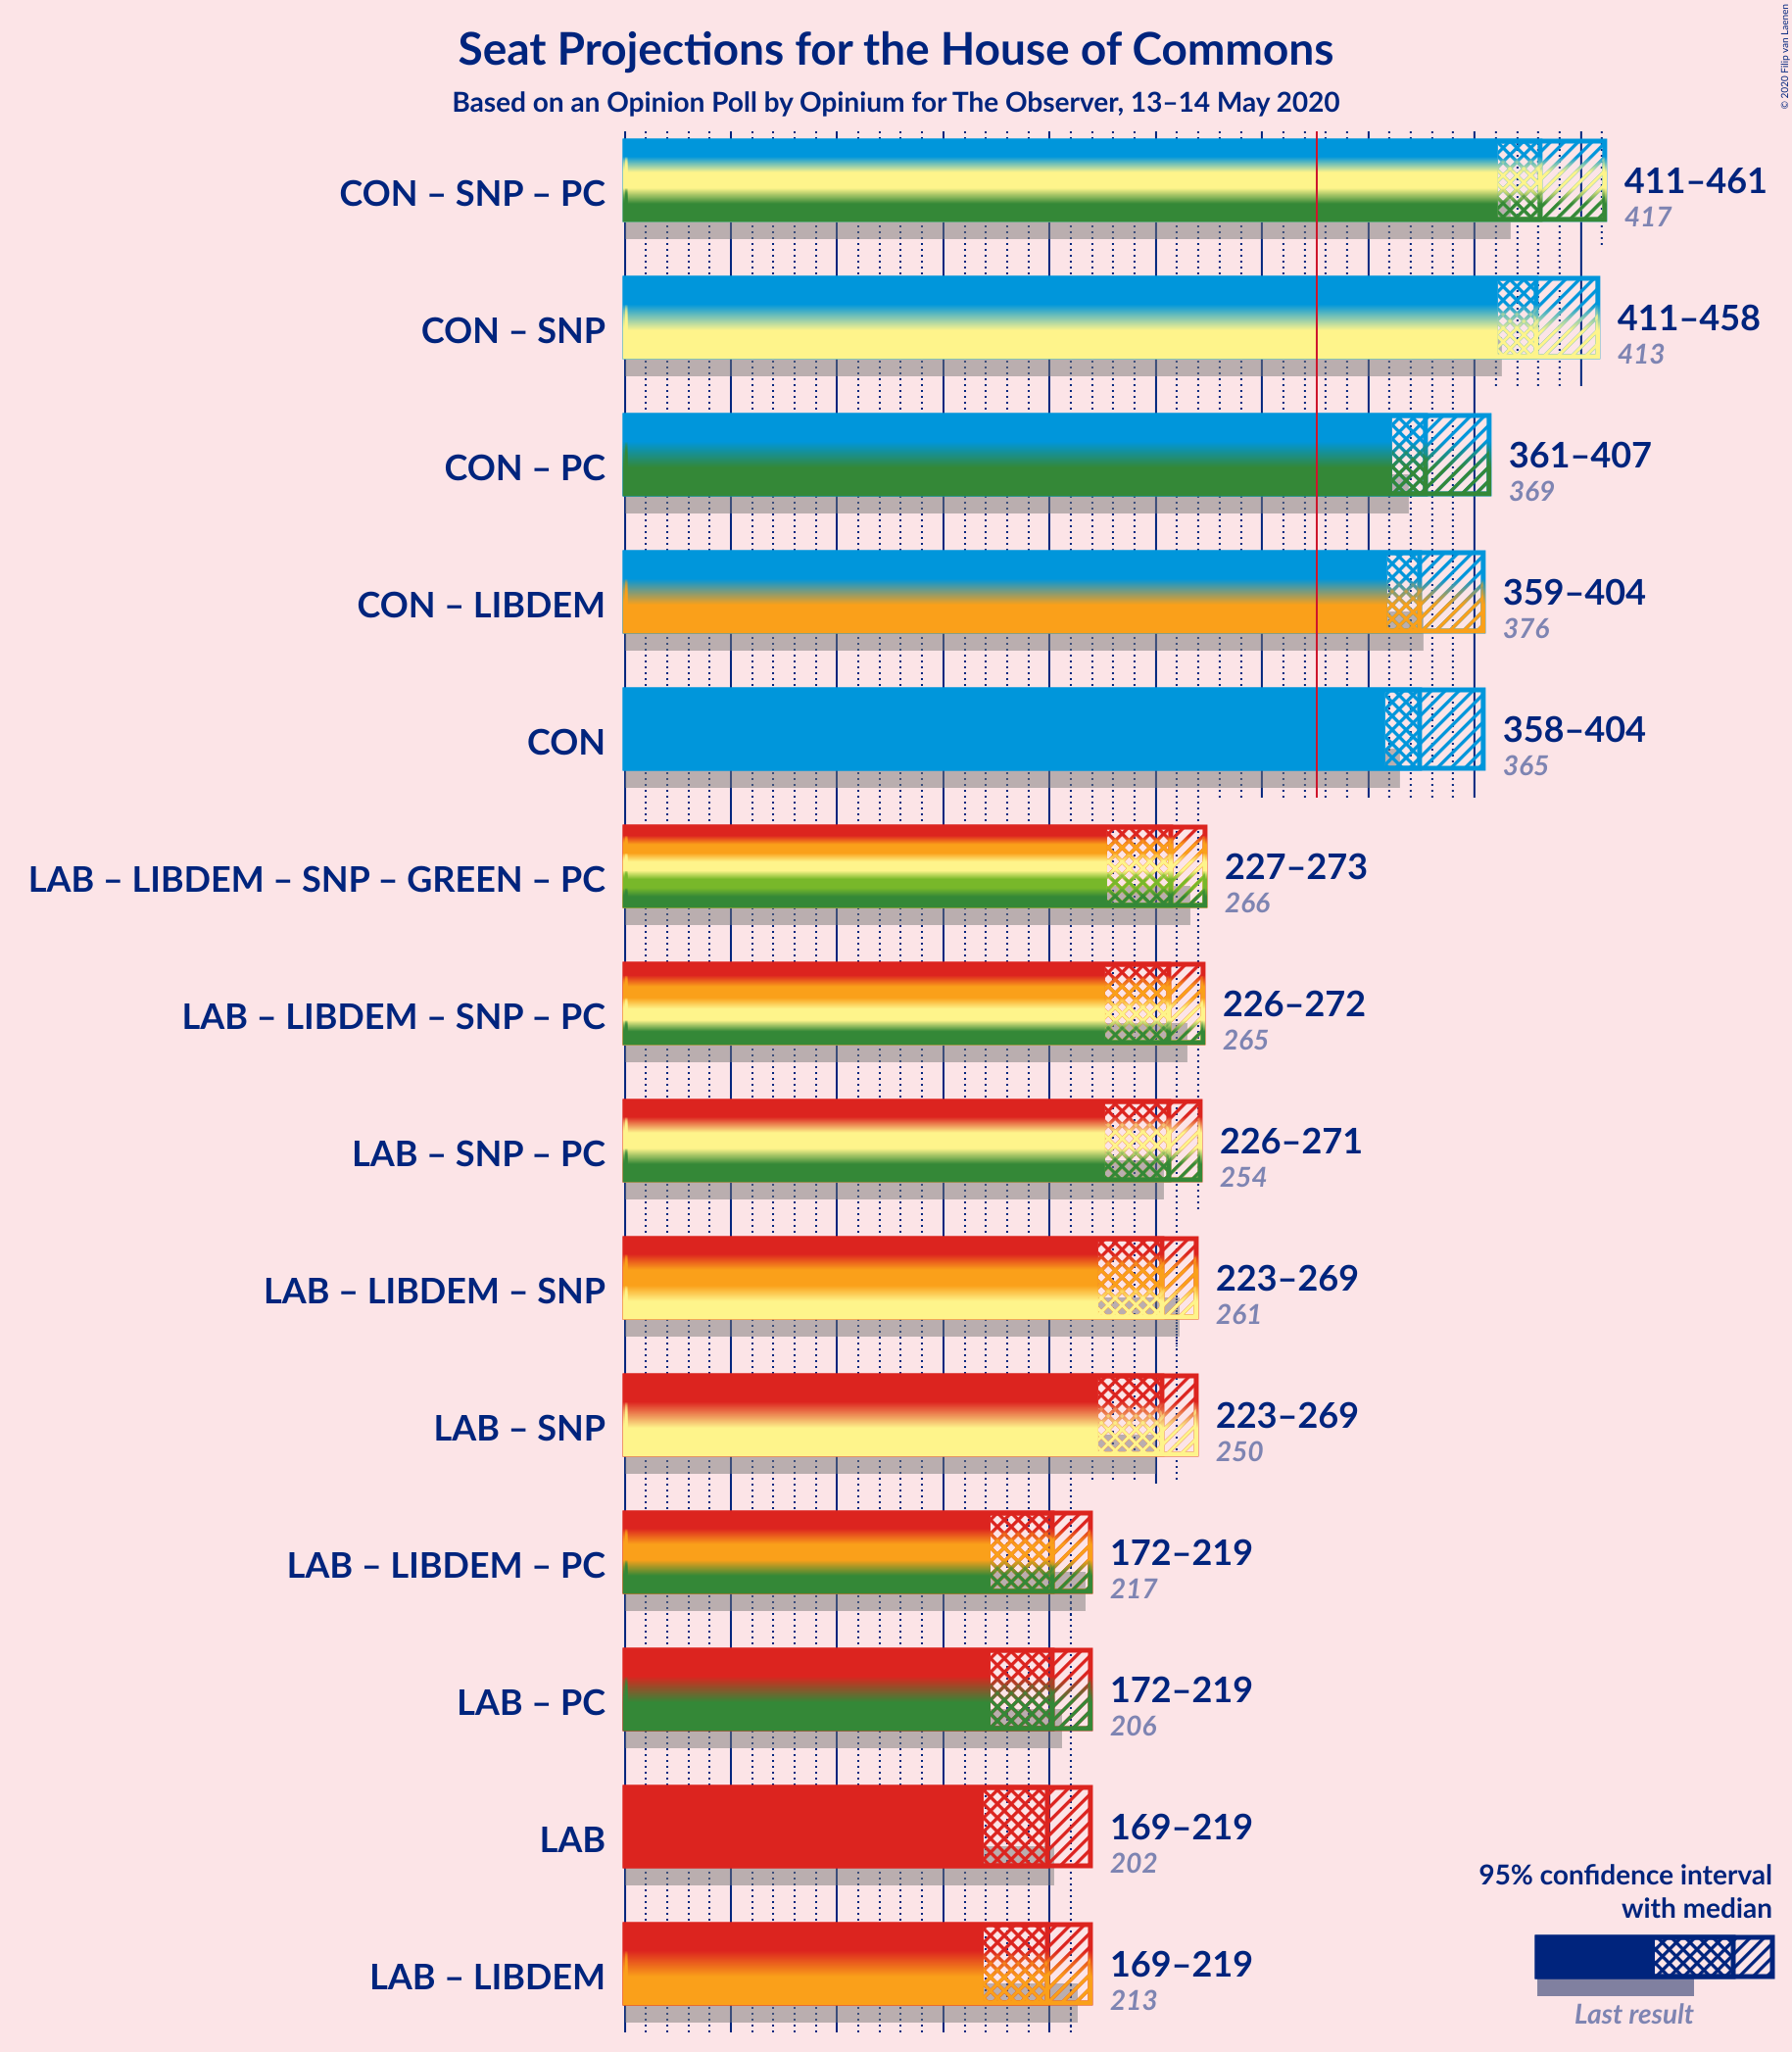 Seat Projections for the House of Commons
Based on an Opinion Poll by Opinium for The Observer, 13–14 May 2020
© 2020 Filip van Laenen
CON – SNP – PC
411–461
417
CON – SNP
411–458
413
CON – PC
361–407
369
CON – LIBDEM
359–404
376
CON
358–404
365
LAB – LIBDEM – SNP – GREEN – PC
227–273
266
LAB – LIBDEM – SNP – PC
226–272
265
LAB – SNP – PC
226–271
254
LAB – LIBDEM – SNP
223–269
261
LAB – SNP
223–269
250
LAB – LIBDEM – PC
172–219
217
LAB – PC
172–219
206
LAB
169–219
202
LAB – LIBDEM
169–219
213
95% confidence interval
with median
Last result